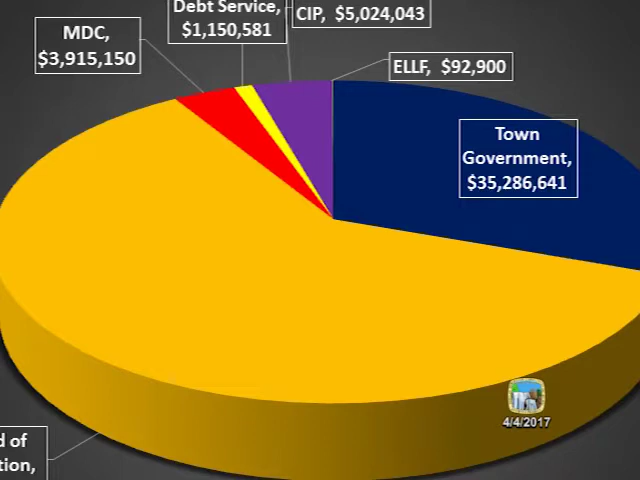 Debt Service,
$1,150,581
CIP, $5,024,043
MDC,
$3,915,150
ELLF, $92,900
Town
Government,
$35,286,641
4/4/2017
d of
tion,